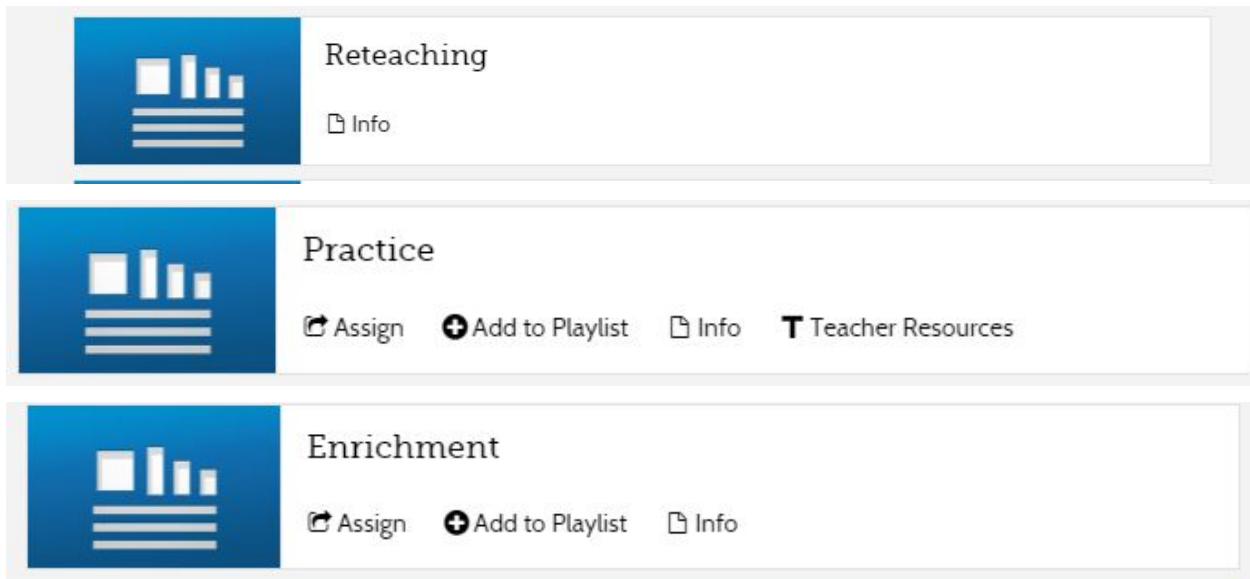 Reteaching
Info
Practice
Assign Add to Playlist Info T Teacher Resources
Enrichment
Assign Add to Playlist Info